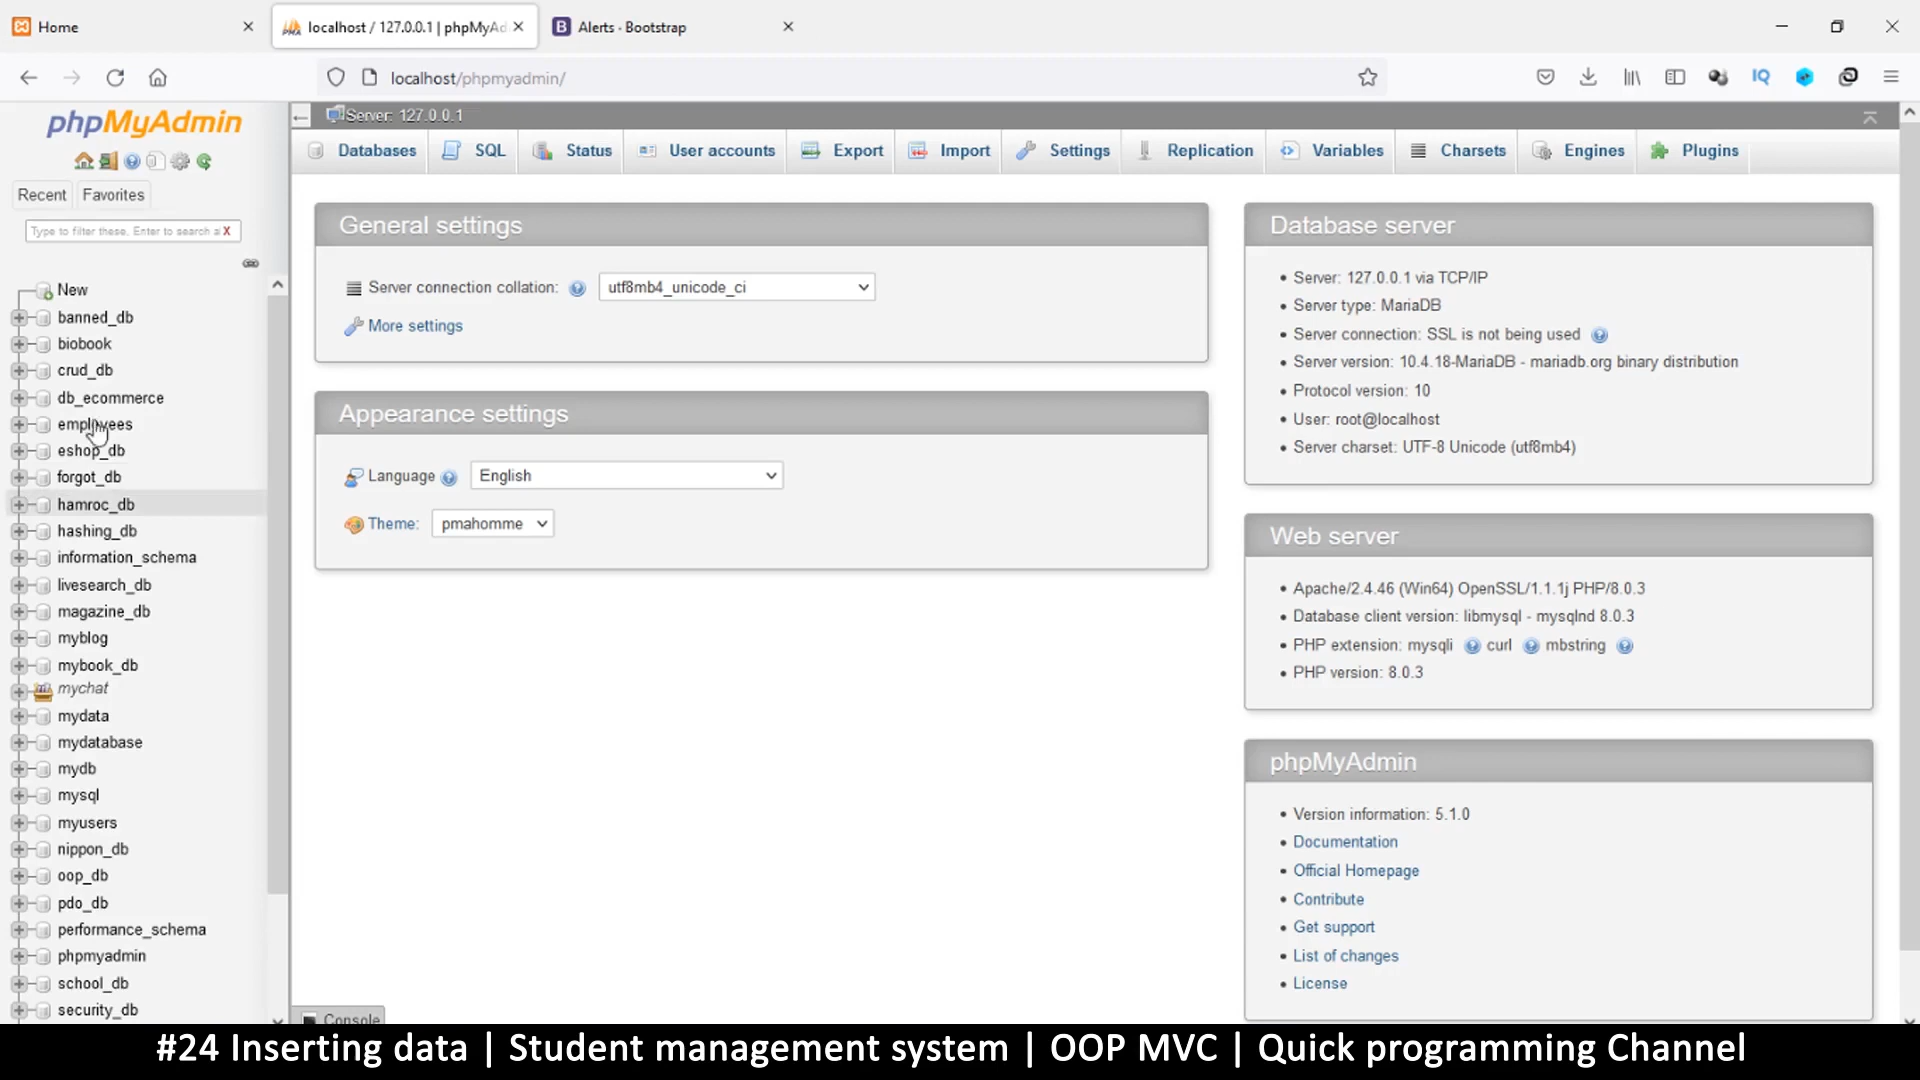 Home
localhost / 127.0.0.1 | phpMyAd
Alerts · Bootstrap
localhost/phpmyadmin/
IQ
phpMyAdmin
Recent
Favorites
Type to filter these, Enter to search a
X
New
banned_db
biobook
crud_db
db_ecommerce
employees
eshop_db
forgot_db
hamroc_db
hashing_db
information_schema
livesearch_db
magazine_db
myblog
mybook_db
mychat
mydata
mydatabase
mydb
mysql
myusers
nippon_db
oop_db
pdo_db
performance_schema
phpmyadmin
school_db
security_db
Server: 127.0.0.1
Databases
SQL
Status
User accounts
Export
Import
Settings
Replication
Variables
Charsets
Engines
Plugins
General settings
Server connection collation:
utf8mb4_unicode_ci
More settings
Appearance settings
Language
English
Theme:
pmahomme
Database server
Server: 127.0.0.1 via TCP/IP
Server type: MariaDB
Server connection: SSL is not being used
Server version: 10.4.18-MariaDB - mariadb.org binary distribution
Protocol version: 10
User: root@localhost
Server charset: UTF-8 Unicode (utf8mb4)
Web server
Apache/2.4.46 (Win64) OpenSSL/1.1.1j PHP/8.0.3
Database client version: libmysql - mysqlnd 8.0.3
PHP extension: mysqli curl mbstring
PHP version: 8.0.3
phpMyAdmin
Version information: 5.1.0
Documentation
Official Homepage
Contribute
Get support
List of changes
License
Console
#24 Inserting data | Student management system | OOP MVC | Quick programming Channel